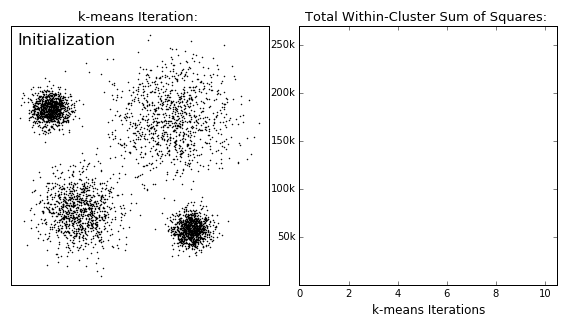 k-means Iteration:
Initialization
Total Within-Cluster Sum of Squares:
250k
200k
150k
100k
50k
0 2 4 6 8 10
k-means Iterations